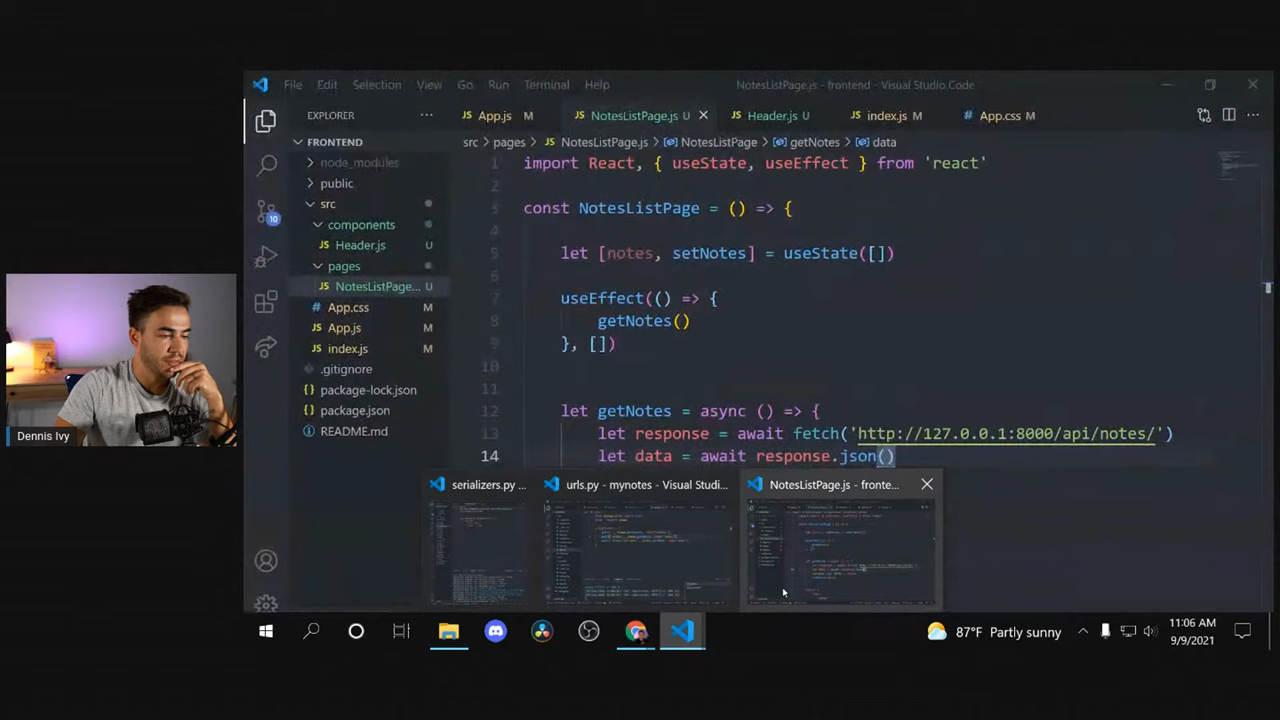 File Edit Selection View Go Run Terminal Help
NotesListPage.js - frontend - Visual Studio Code
EXPLORER
App.js M
NotesListPage.js U
Header.js U
index.js M
App.css M
FRONTEND
node_modules
public
src
components
Header.js U
pages
NotesListPage... U
App.css M
App.js M
index.js M
.gitignore
package-lock.json
package.json
README.md
10
src > pages > NotesListPage.js > NotesListPage > getNotes > data
1 import React, { useState, useEffect } from 'react'
2
3 const NotesListPage = () => {
4
5 let [notes, setNotes] = useState([])
6
7 useEffect(() => {
8 getNotes()
9 }, [])
10
11
12 let getNotes = async () => {
13 let response = await fetch('http://127.0.0.1:8000/api/notes/')
14 let data = await response.json()
serializers.py ...
urls.py - mynotes - Visual Studi...
NotesListPage.js - fronte...
Dennis Ivy
87°F Partly sunny
11:06 AM
9/9/2021